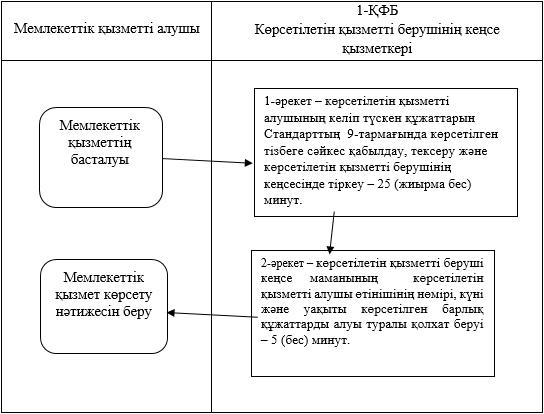 Мемлекеттік қызметті алушы
1-ҚФБ
Көрсетілетін қызметті берушінің кеңсе
қызметкері
Мемлекеттік
қызметтің
басталуы
1-әрекет – көрсетілетін қызметті
алушының келіп түскен құжаттарын
Стандарттың 9-тармағында көрсетілген
тізбеге сәйкес қабылдау, тексеру және
көрсетілетін қызметті берушінің
кеңсесінде тіркеу – 25 (жиырма бес)
минут.
2-әрекет – көрсетілетін қызметті беруші
кеңсе маманының көрсетілетін
қызметті алушы өтінішінің нөмірі, күні
және уақыты көрсетілген барлық
құжаттарды алуы туралы қолхат беруі
– 5 (бес) минут.
Мемлекеттік
қызмет көрсету
нәтижесін беру